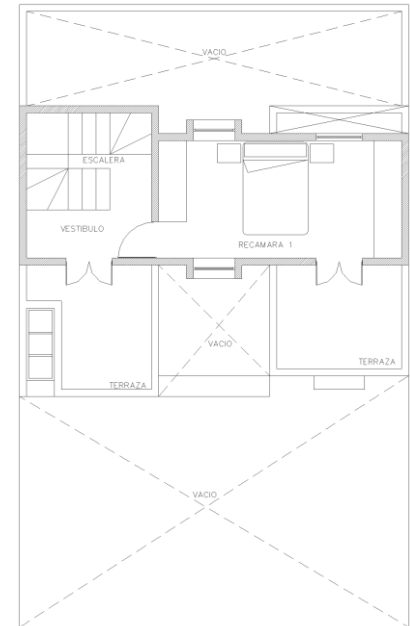 VACIO
ESCALERA
VESTIBULO
RECAMARA 1
VACIO
TERRAZA
TERRAZA
VACIO